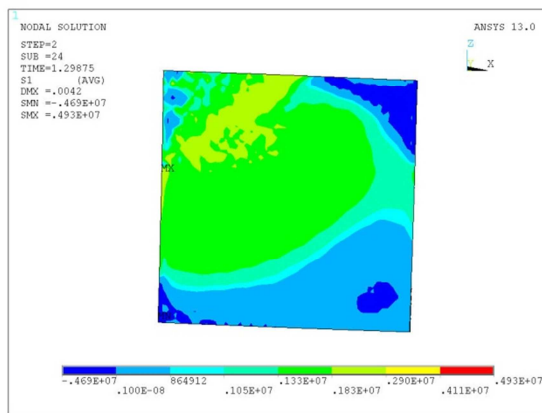 1
NODAL SOLUTION
ANSYS 13.0
STEP=2
SUB =24
TIME=1.29875
S1 (AVG)
DMX =.0042
SMN =-.469E+07
SMX =.493E+07
Z
X
MX
-.469E+07 864912 .133E+07 .290E+07 .493E+07
.100E-08 .105E+07 .183E+07 .411E+07